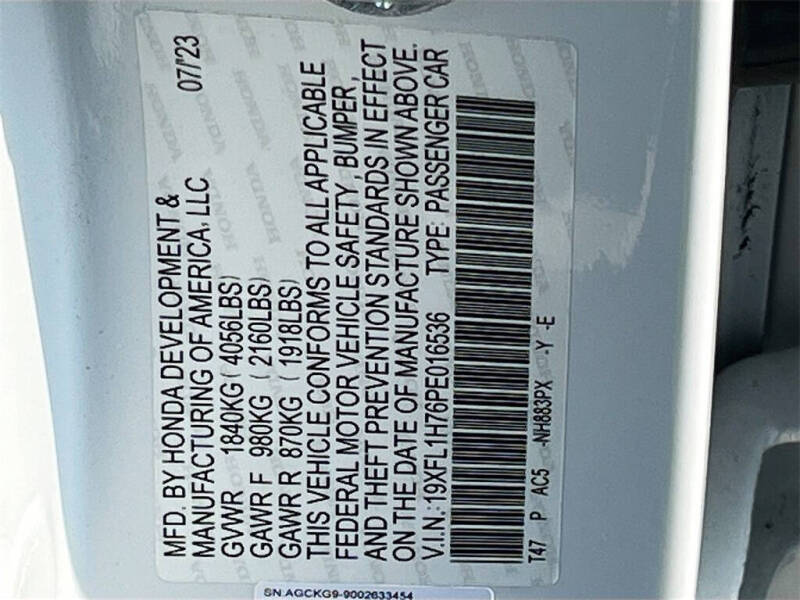 MFD. BY HONDA DEVELOPMENT &
MANUFACTURING OF AMERICA, LLC 07/23
GVWR 1840KG ( 4056LBS)
GAWR F 980KG ( 2160LBS)
GAWR R 870KG ( 1918LBS)
THIS VEHICLE CONFORMS TO ALL APPLICABLE
FEDERAL MOTOR VEHICLE SAFETY, BUMPER,
AND THEFT PREVENTION STANDARDS IN EFFECT
ON THE DATE OF MANUFACTURE SHOWN ABOVE.
V.I.N.: 19XFL1H76PE016536 TYPE: PASSENGER CAR
T47 P AC5 -NH883PX -Y -E
SN:AGCKG9-9002633454
HONDA